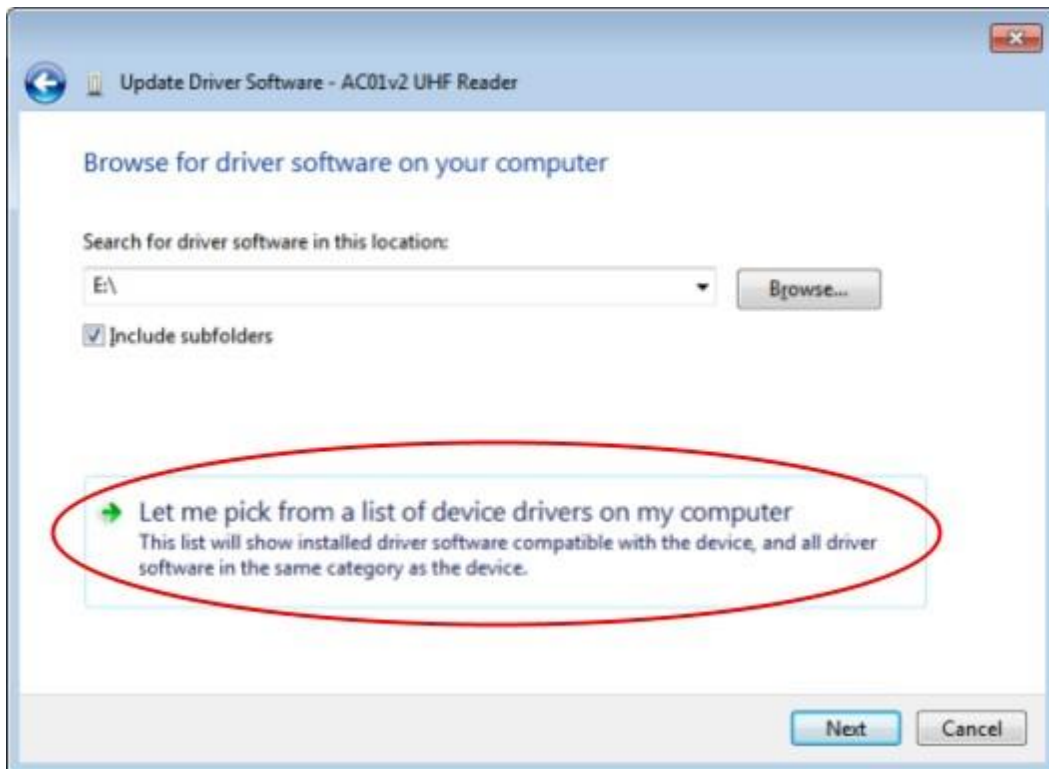 Update Driver Software - AC01v2 UHF Reader
Browse for driver software on your computer
Search for driver software in this location:
E:\
Browse...
Include subfolders
Let me pick from a list of device drivers on my computer
This list will show installed driver software compatible with the device, and all driver
software in the same category as the device.
Next
Cancel